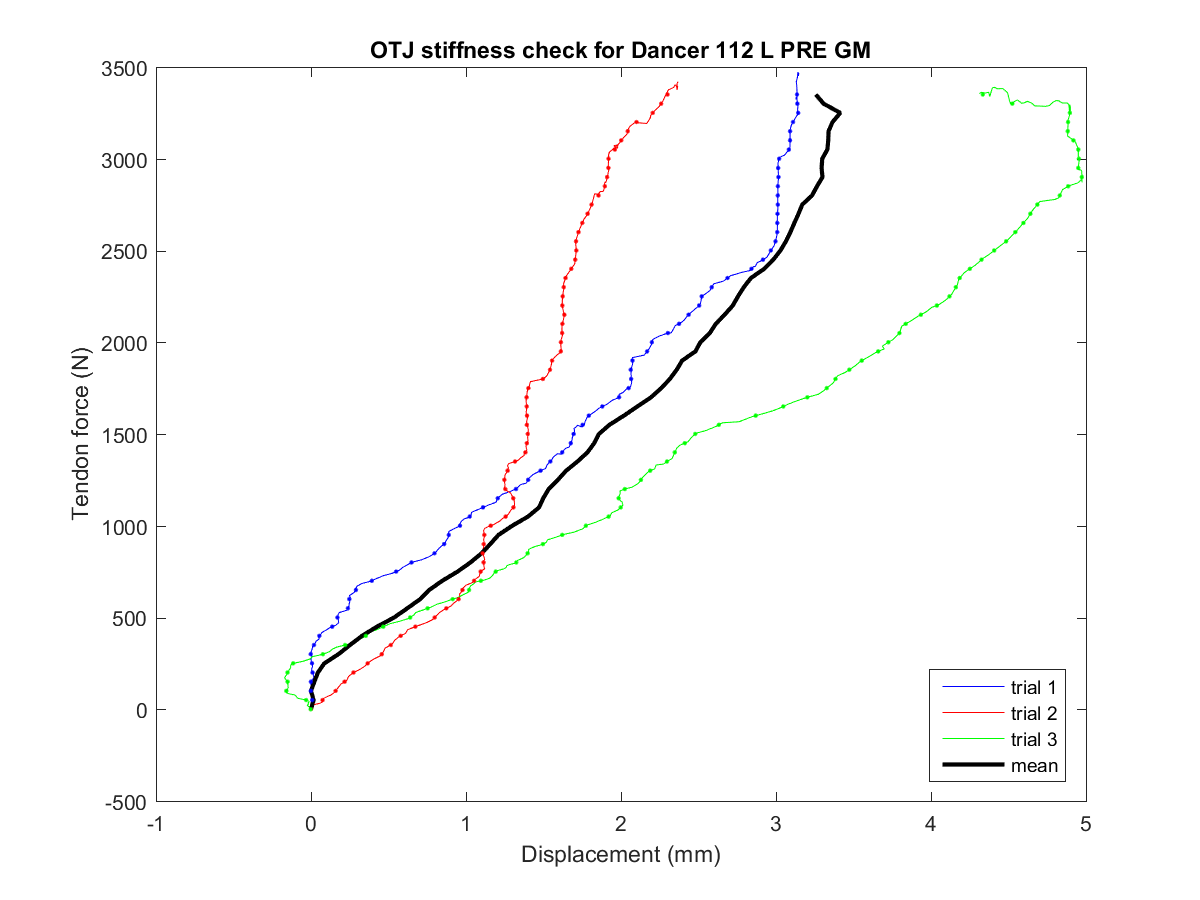 OTJ stiffness check for Dancer 112 L PRE GM
3500
3000
2500
2000
1500
1000
500
0
-500
Tendon force (N)
-1
0
1
2
3
4
5
Displacement (mm)
trial 1
trial 2
trial 3
mean